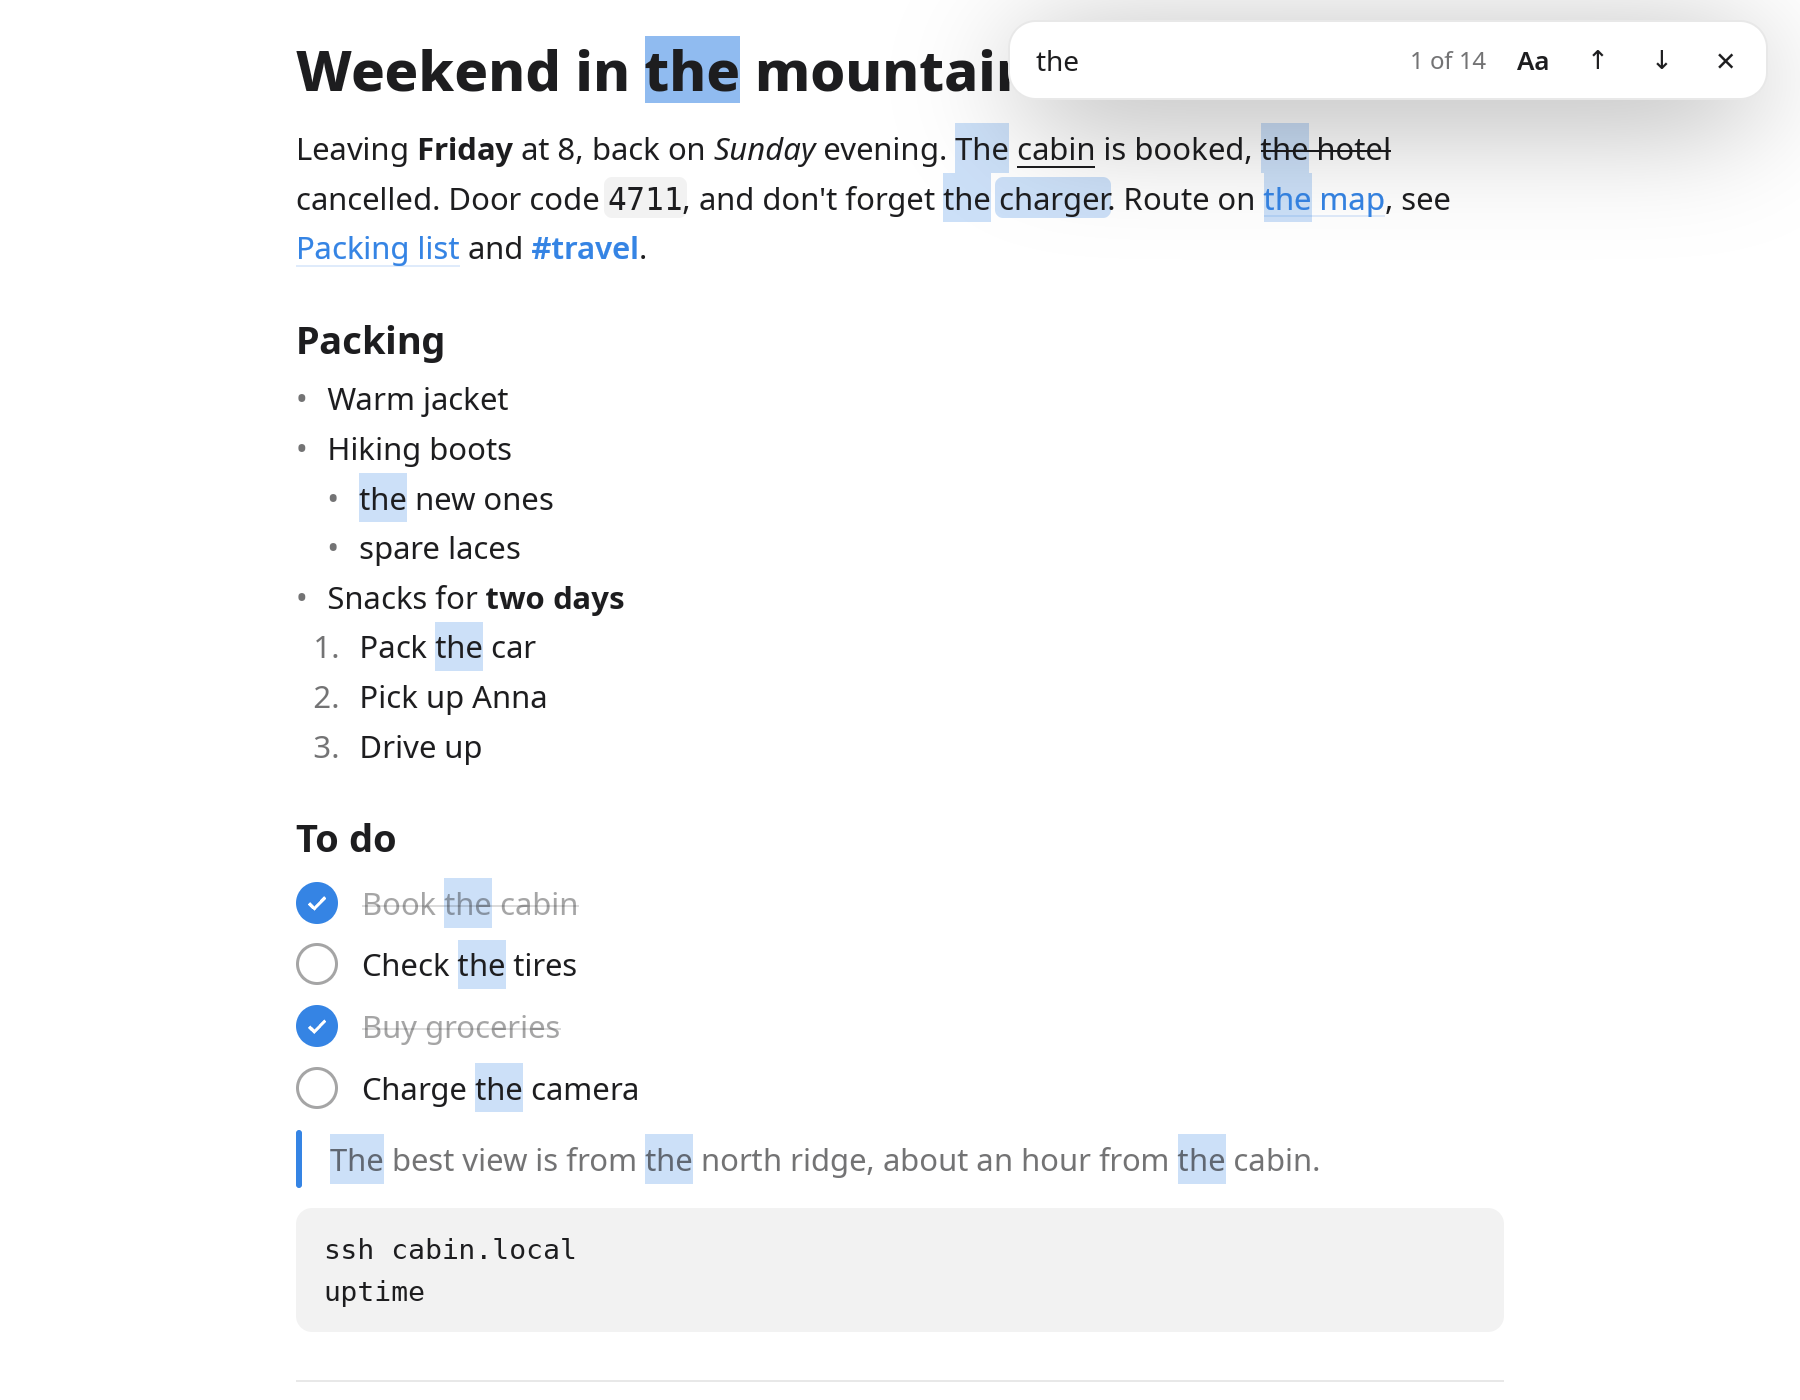 Weekend in the mountain
the 1 of 14 Aa ↑ ↓ ✕
Leaving Friday at 8, back on Sunday evening. The cabin is booked, the hotel
cancelled. Door code 4711, and don't forget the charger. Route on the map, see
Packing list and #travel.
Packing
• Warm jacket
• Hiking boots
• the new ones
• spare laces
• Snacks for two days
1. Pack the car
2. Pick up Anna
3. Drive up
To do
Book the cabin
Check the tires
Buy groceries
Charge the camera
The best view is from the north ridge, about an hour from the cabin.
ssh cabin.local
uptime